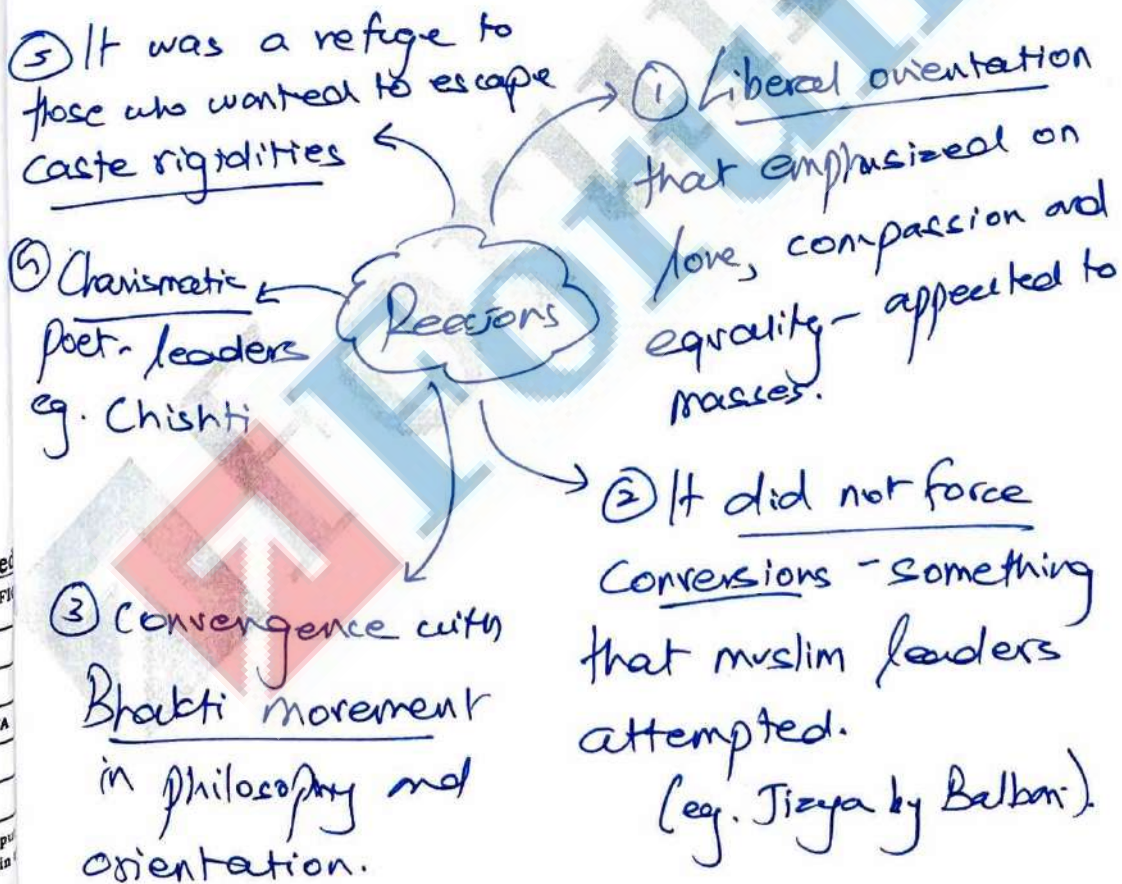 Reasons
① Liberal orientation
that emphasized on
love, compassion and
equality - appealed to
masses.
② It did not force
Conversions - something
that muslim leaders
attempted.
(eg. Jizya by Balban).
③ Convergence with
Bhakti movement
in philosophy and
orientation.
⑤ Charismatic
poet-leaders
eg. Chishti
⑤ It was a refuge to
those who wanted to escape
caste rigidities